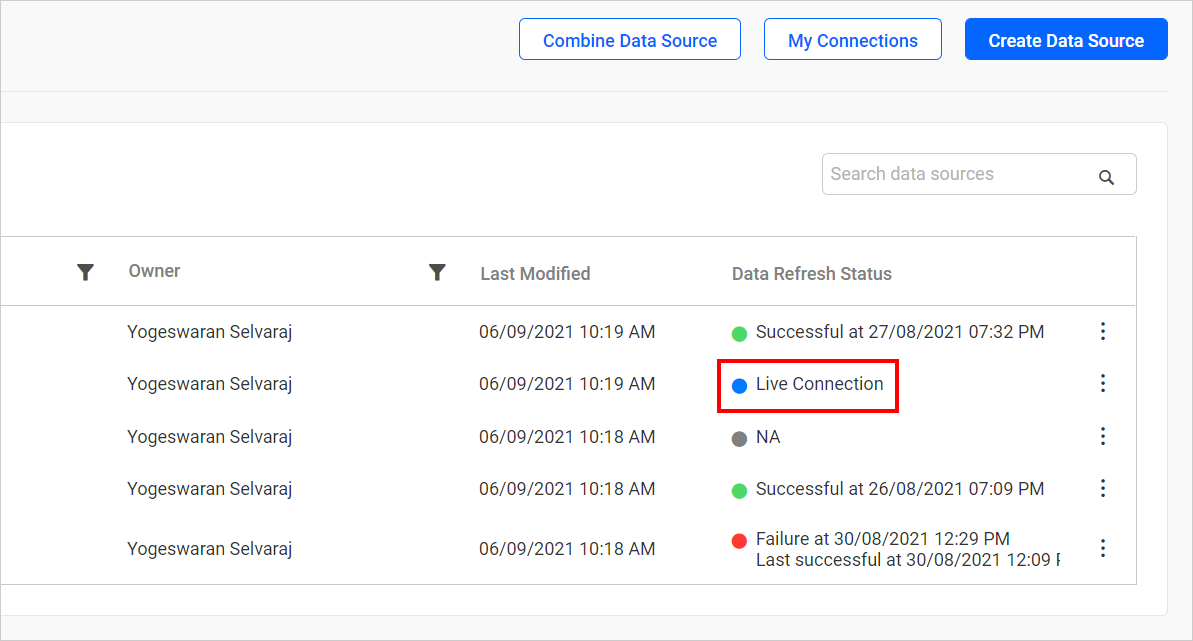 Combine Data Source My Connections Create Data Source
Search data sources
Owner Last Modified Data Refresh Status
Yogeswaran Selvaraj 06/09/2021 10:19 AM Successful at 27/08/2021 07:32 PM
Yogeswaran Selvaraj 06/09/2021 10:19 AM Live Connection
Yogeswaran Selvaraj 06/09/2021 10:18 AM NA
Yogeswaran Selvaraj 06/09/2021 10:18 AM Successful at 26/08/2021 07:09 PM
Yogeswaran Selvaraj 06/09/2021 10:18 AM Failure at 30/08/2021 12:29 PM
Last successful at 30/08/2021 12:09